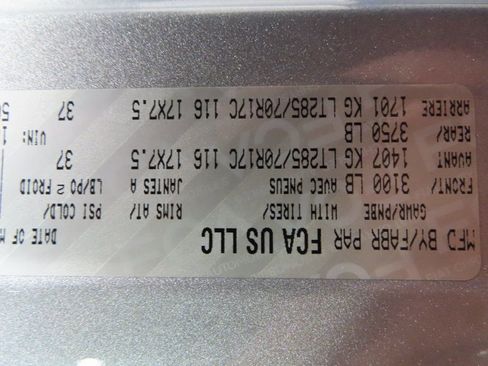 MFD BY/FABR PAR FCA US LLC DATE OF M
GAWR/PNBE WITH TIRES/ RIMS AT/ PSI COLD/
FRONT/ 3100 LB AVEC PNEUS JANTES A LB/PO 2 FROID
AVANT 1407 KG LT285/70R17C 116 17X7.5 37
REAR/ 3750 LB VIN: 1
ARRIERE 1701 KG LT285/70R17C 116 17X7.5 37